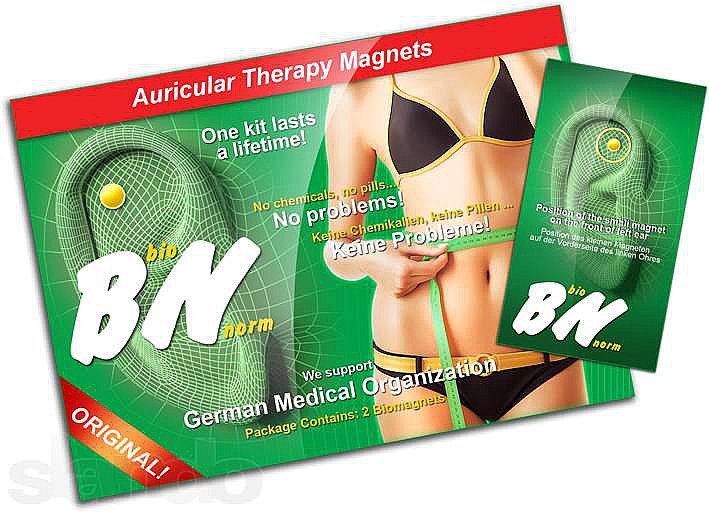 Auricular Therapy Magnets
One kit lasts
a lifetime!
No chemicals, no pills...
No problems!
Keine Chemikalien, keine Pillen ...
Keine Probleme!
bio
BN
norm
We support
German Medical Organization
Package Contains: 2 Biomagnets
ORIGINAL!
Position of the small magnet
on the front of left ear
Position des kleinen Magneten
auf der Vorderseite des linken Ohres
bio
BN
norm